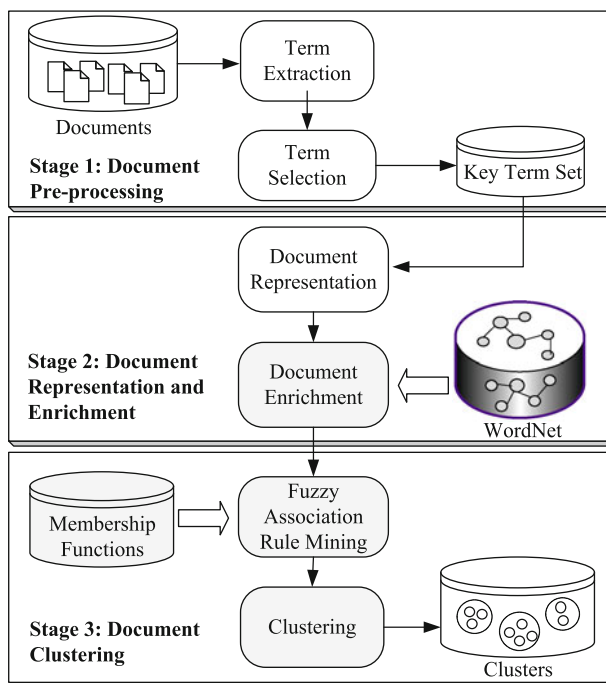 Term
Extraction
Documents
Stage 1: Document
Pre-processing
Term
Selection
Key Term Set
Document
Representation
Stage 2: Document
Representation and
Enrichment
Document
Enrichment
WordNet
Membership
Functions
Fuzzy
Association
Rule Mining
Stage 3: Document
Clustering
Clustering
Clusters